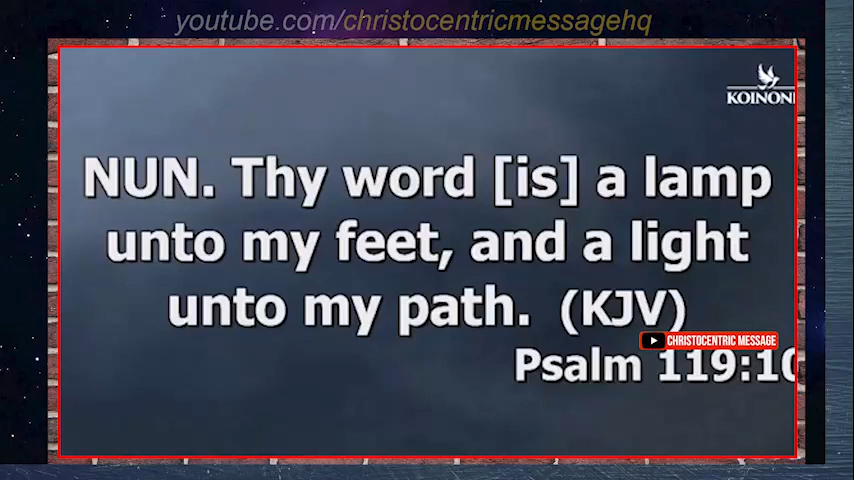 youtube.com/christocentricmessagehq
KOINONI
NUN. Thy word [is] a lamp
unto my feet, and a light
unto my path. (KJV)
CHRISTOCENTRIC MESSAGE
Psalm 119:10